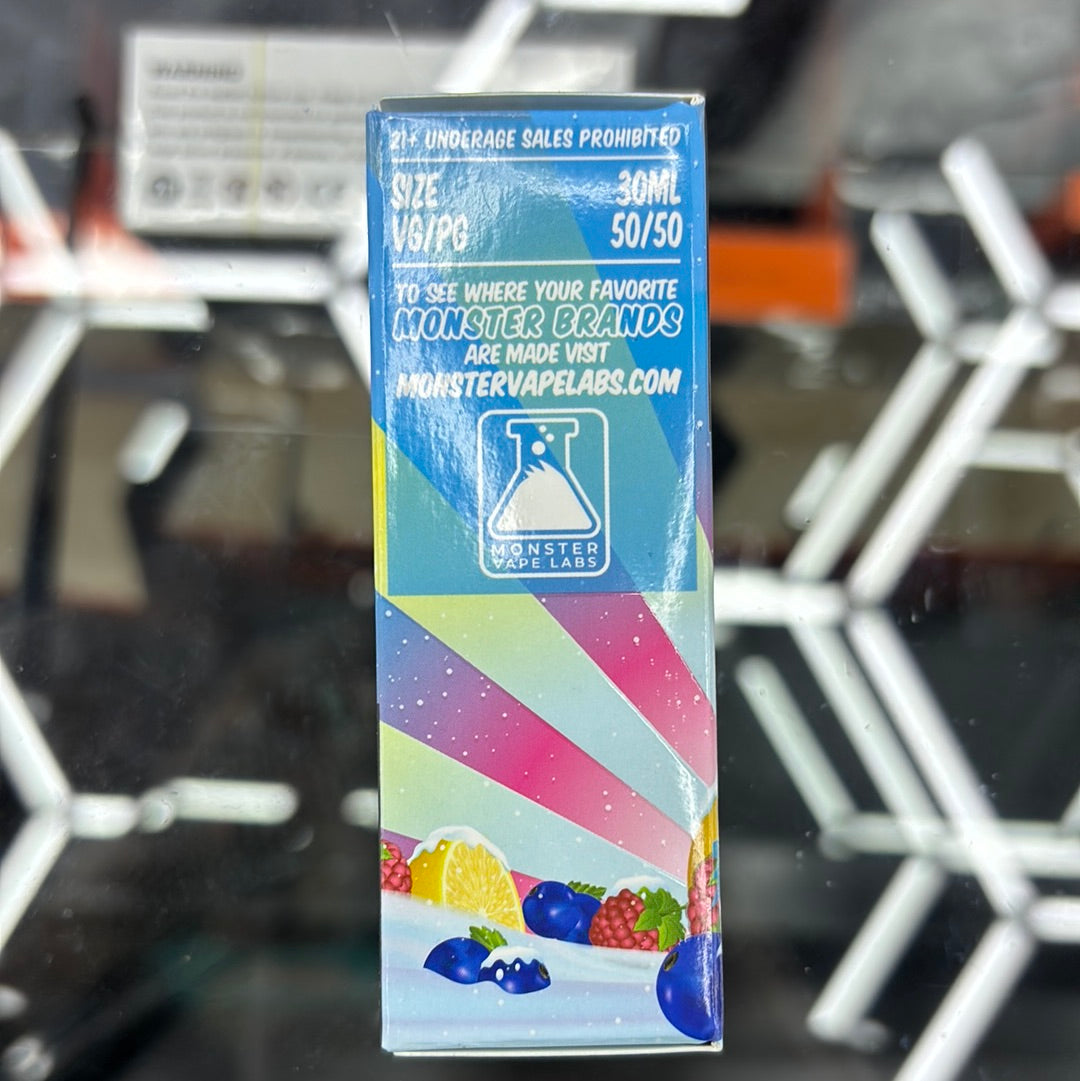 WARNING
21+ UNDERAGE SALES PROHIBITED
SIZE 30ML
VG/PG 50/50
TO SEE WHERE YOUR FAVORITE
MONSTER BRANDS
ARE MADE VISIT
MONSTERVAPELABS.COM
MONSTER
VAPE LABS